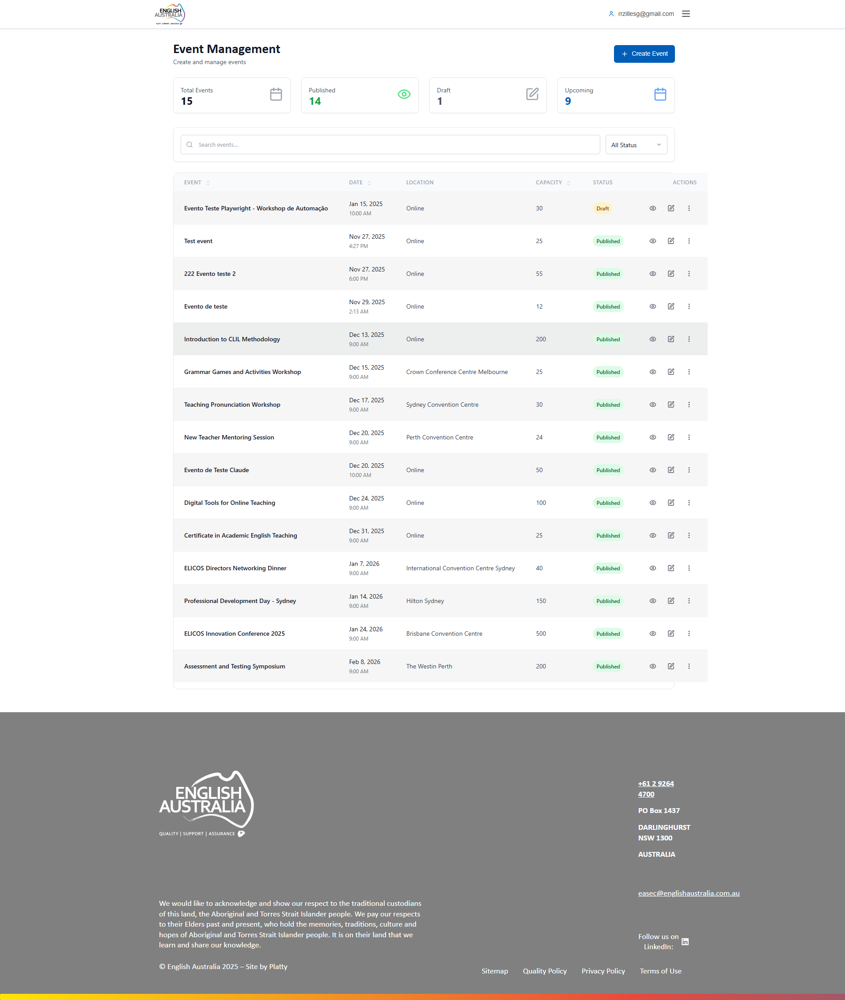 ENGLISH
AUSTRALIA
rrzillesg@gmail.com
Event Management
Create and manage events
Create Event
Total Events
15
Published
14
Draft
1
Upcoming
9
Search events...
All Status
EVENT DATE LOCATION CAPACITY STATUS ACTIONS
Evento Teste Playwright - Workshop de Automação Jan 15, 2025 10:00 AM Online 30 Draft
Test event Nov 27, 2025 4:27 PM Online 25 Published
222 Evento teste 2 Nov 27, 2025 6:00 PM Online 55 Published
Evento de teste Nov 29, 2025 2:13 AM Online 12 Published
Introduction to CLIL Methodology Dec 13, 2025 9:00 AM Online 200 Published
Grammar Games and Activities Workshop Dec 15, 2025 9:00 AM Crown Conference Centre Melbourne 25 Published
Teaching Pronunciation Workshop Dec 17, 2025 9:00 AM Sydney Convention Centre 30 Published
New Teacher Mentoring Session Dec 20, 2025 9:00 AM Perth Convention Centre 24 Published
Evento de Teste Claude Dec 20, 2025 10:00 AM Online 50 Published
Digital Tools for Online Teaching Dec 24, 2025 9:00 AM Online 100 Published
Certificate in Academic English Teaching Dec 31, 2025 9:00 AM Online 25 Published
ELICOS Directors Networking Dinner Jan 7, 2026 9:00 AM International Convention Centre Sydney 40 Published
Professional Development Day - Sydney Jan 14, 2026 9:00 AM Hilton Sydney 150 Published
ELICOS Innovation Conference 2025 Jan 24, 2026 9:00 AM Brisbane Convention Centre 500 Published
Assessment and Testing Symposium Feb 8, 2026 9:00 AM The Westin Perth 200 Published
ENGLISH
AUSTRALIA
QUALITY | SUPPORT | ASSURANCE
+61 2 9264
4700
PO Box 1437
DARLINGHURST
NSW 1300
AUSTRALIA
easec@englishaustralia.com.au
We would like to acknowledge and show our respect to the traditional custodians
of this land, the Aboriginal and Torres Strait Islander people. We pay our respects
to their Elders past and present, who hold the memories, traditions, culture and
hopes of Aboriginal and Torres Strait Islander people. It is on their land that we
learn and share our knowledge.
Follow us on
LinkedIn:
© English Australia 2025 – Site by Platty
Sitemap Quality Policy Privacy Policy Terms of Use